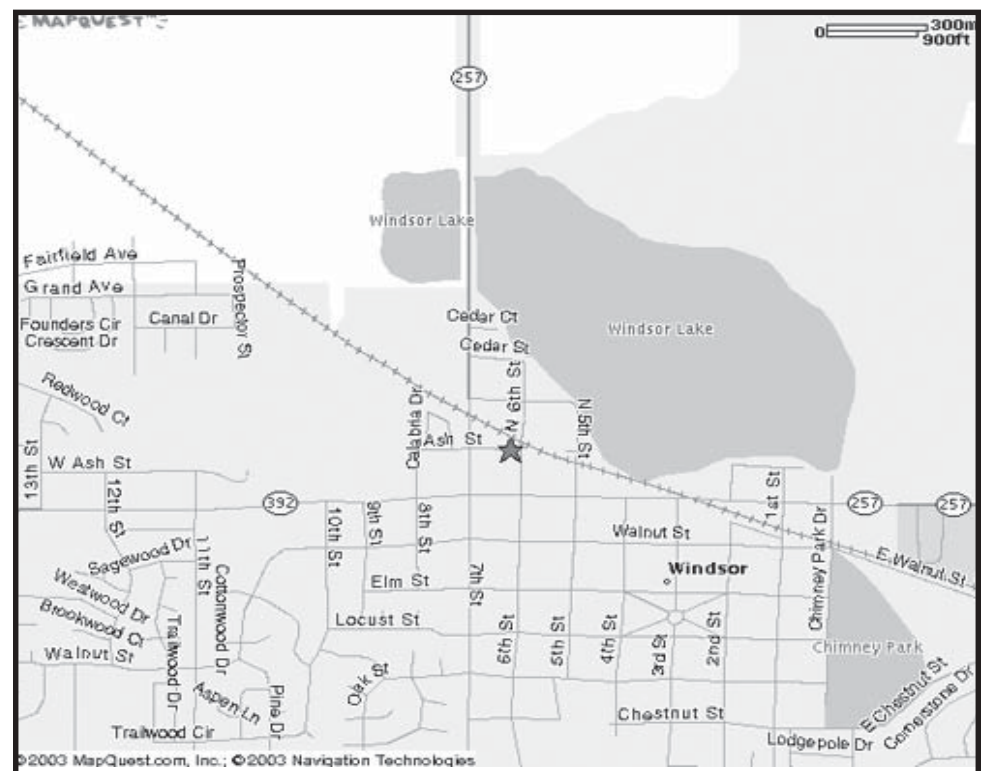 MAPQUEST
0 300m
900ft
257
Windsor Lake
Fairfield Ave
Grand Ave
Prospector St
Founders Cir
Canal Dr
Crescent Dr
Cedar Ct
Windsor Lake
Cedar St
N 6th St
Redwood Ct
Calabria Dr
Ash St
N 5th St
13th St
W Ash St
12th St
392
10th St
9th St
8th St
1st St
257
257
Walnut St
Chimney Park Dr
E Walnut St
Sagewood Dr
11th St
Cottonwood Dr
Elm St
7th St
Windsor
Westwood Dr
Brookwood Ct
Trailwood Dr
Locust St
6th St
5th St
4th St
3rd St
2nd St
Chimney Park
Walnut St
Aspen Ln
Pine Dr
Oak St
Chestnut St
E Chestnut St
Cornerstone Dr
Trailwood Cir
Lodgepole Dr
©2003 MapQuest.com, Inc.; ©2003 Navigation Technologies